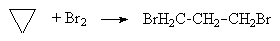 + Br₂ ⟶ BrH₂C-CH₂-CH₂Br